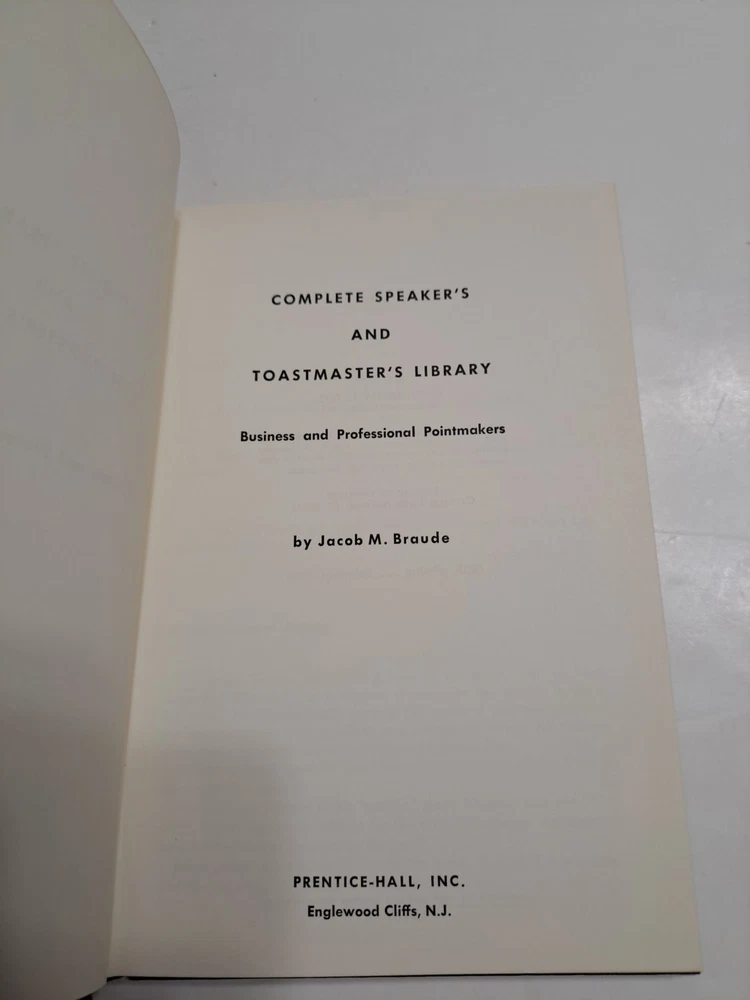 COMPLETE SPEAKER'S
AND
TOASTMASTER'S LIBRARY
Business and Professional Pointmakers
by Jacob M. Braude
PRENTICE-HALL, INC.
Englewood Cliffs, N.J.